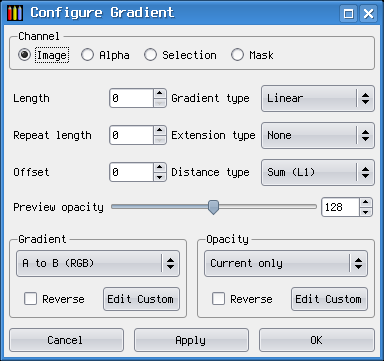 Configure Gradient
Channel
Image Alpha Selection Mask
Length 0 Gradient type Linear
Repeat length 0 Extension type None
Offset 0 Distance type Sum (L1)
Preview opacity 128
Gradient Opacity
A to B (RGB) Current only
Reverse Edit Custom Reverse Edit Custom
Cancel Apply OK